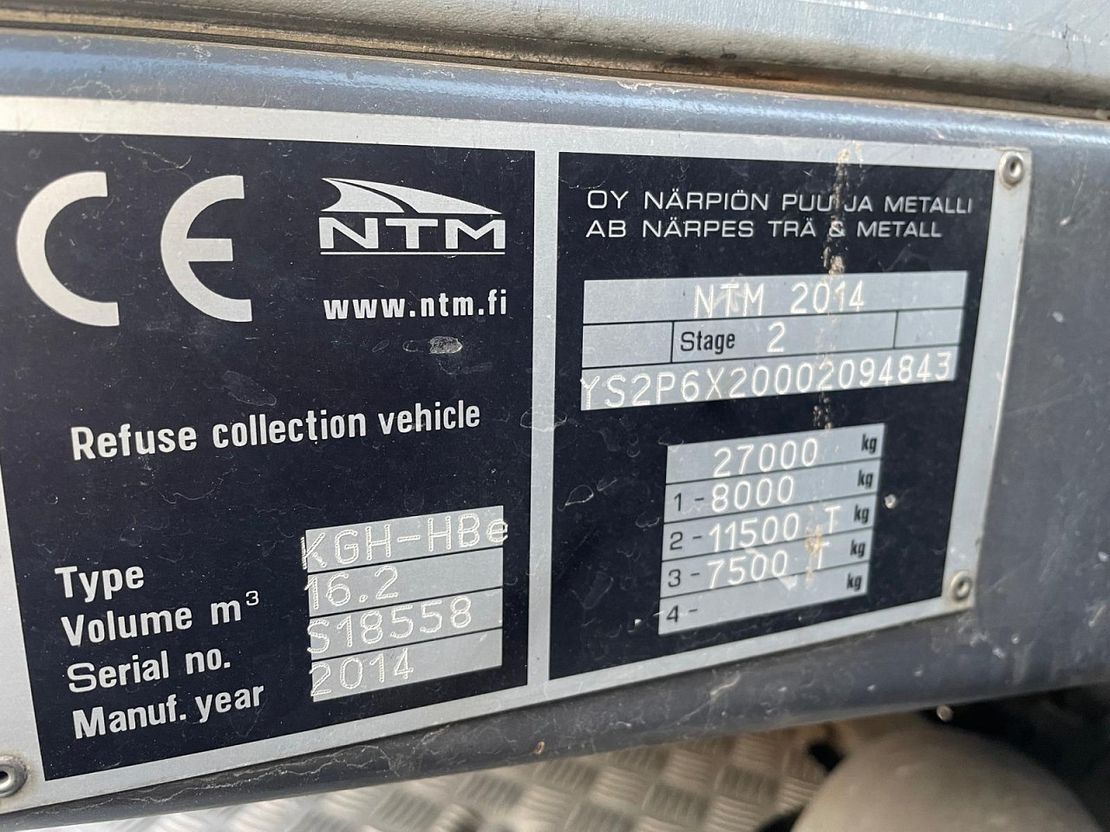 CE
NTM
www.ntm.fi
Refuse collection vehicle
Type KGH-HBe
Volume m³ 16.2
Serial no. S18558
Manuf. year 2014
OY NÄRPIÖN PUU JA METALLI
AB NÄRPES TRÄ & METALL
NTM 2014
Stage 2
YS2P6X20002094843
27000 kg
1 - 8000 kg
2 - 11500 T kg
3 - 7500 T kg
4 - kg